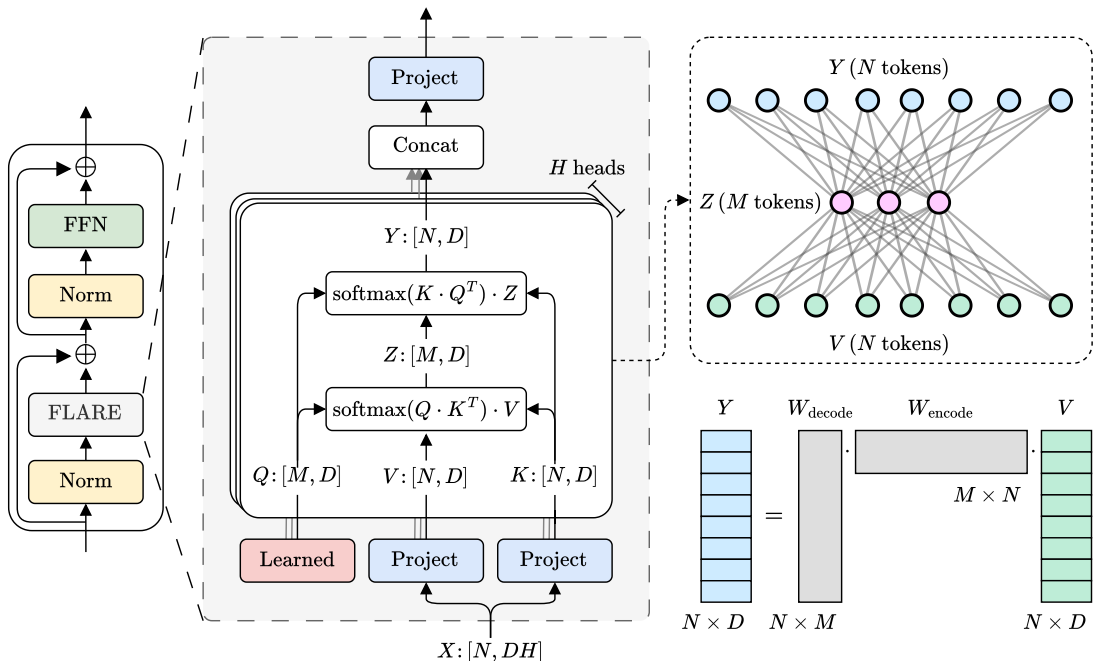 FFN
Norm
FLARE
Norm
Project
Concat
H heads
Y: [N, D]
softmax(K · Q^T) · Z
Z: [M, D]
softmax(Q · K^T) · V
Q: [M, D]
V: [N, D]
K: [N, D]
Learned
Project
Project
X: [N, DH]
Y (N tokens)
Z (M tokens)
V (N tokens)
Y
W_decode
W_encode
V
·
·
M × N
=
N × D
N × M
N × D